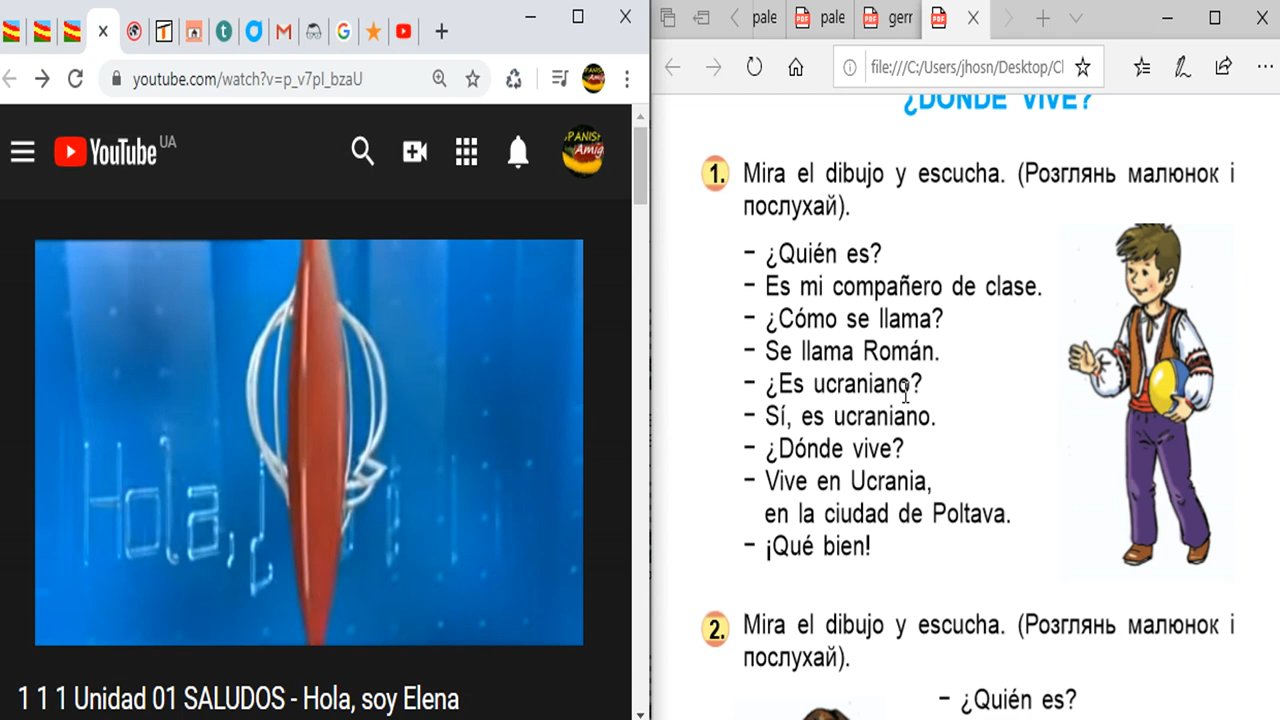 youtube.com/watch?v=p_v7pI_bzaU
YouTube UA
Hola, ¿
1 1 1 Unidad 01 SALUDOS - Hola, soy Elena
pale
pale
gerr
file:///C:/Users/jhosn/Desktop/Cl
¿DÓNDE VIVE?
1. Mira el dibujo y escucha. (Розглянь малюнок і
послухай).
– ¿Quién es?
– Es mi compañero de clase.
– ¿Cómo se llama?
– Se llama Román.
– ¿Es ucraniano?
– Sí, es ucraniano.
– ¿Dónde vive?
– Vive en Ucrania,
en la ciudad de Poltava.
– ¡Qué bien!
2. Mira el dibujo y escucha. (Розглянь малюнок і
послухай).
– ¿Quién es?